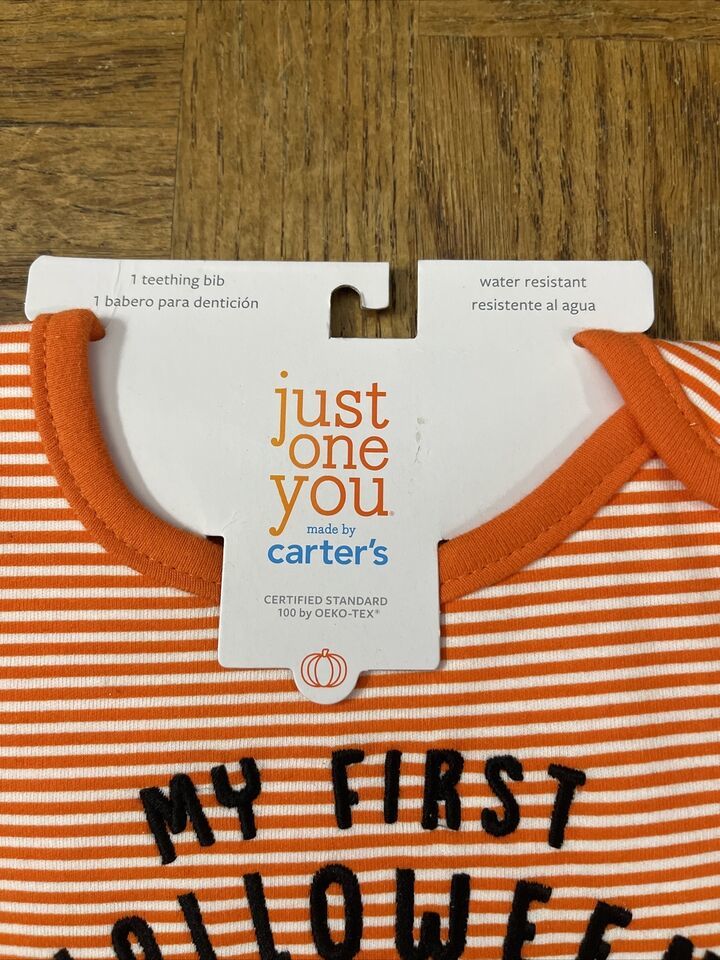 1 teething bib
1 babero para dentición
water resistant
resistente al agua
just
one
you®
made by
carter's
CERTIFIED STANDARD
100 by OEKO-TEX®
MY FIRST
HALLOWEEN